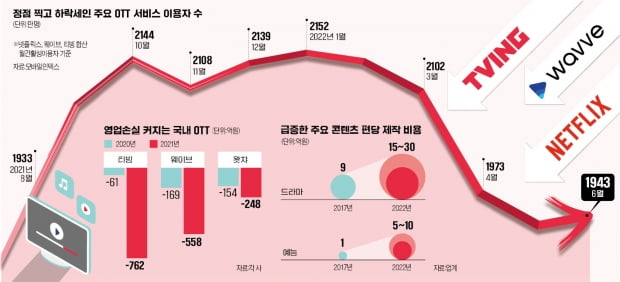 정점 찍고 하락세인 주요 OTT 서비스 이용자 수
(단위:만명)
※넷플릭스, 웨이브, 티빙 합산
월간활성이용자 기준
자료:모바일인덱스
1933
2021년
8월
2144
10월
2108
11월
2139
12월
2152
2022년 1월
2102
3월
1973
4월
1943
6월
TVING
wavve
NETFLIX
영업손실 커지는 국내 OTT (단위:억원)
2020년 2021년
티빙 웨이브 왓챠
-61
-762
-169
-558
-154
-248
자료:각 사
급증한 주요 콘텐츠 편당 제작 비용
(단위:억원)
드라마
9
2017년
15~30
2022년
예능
1
2017년
5~10
2022년
자료:업계